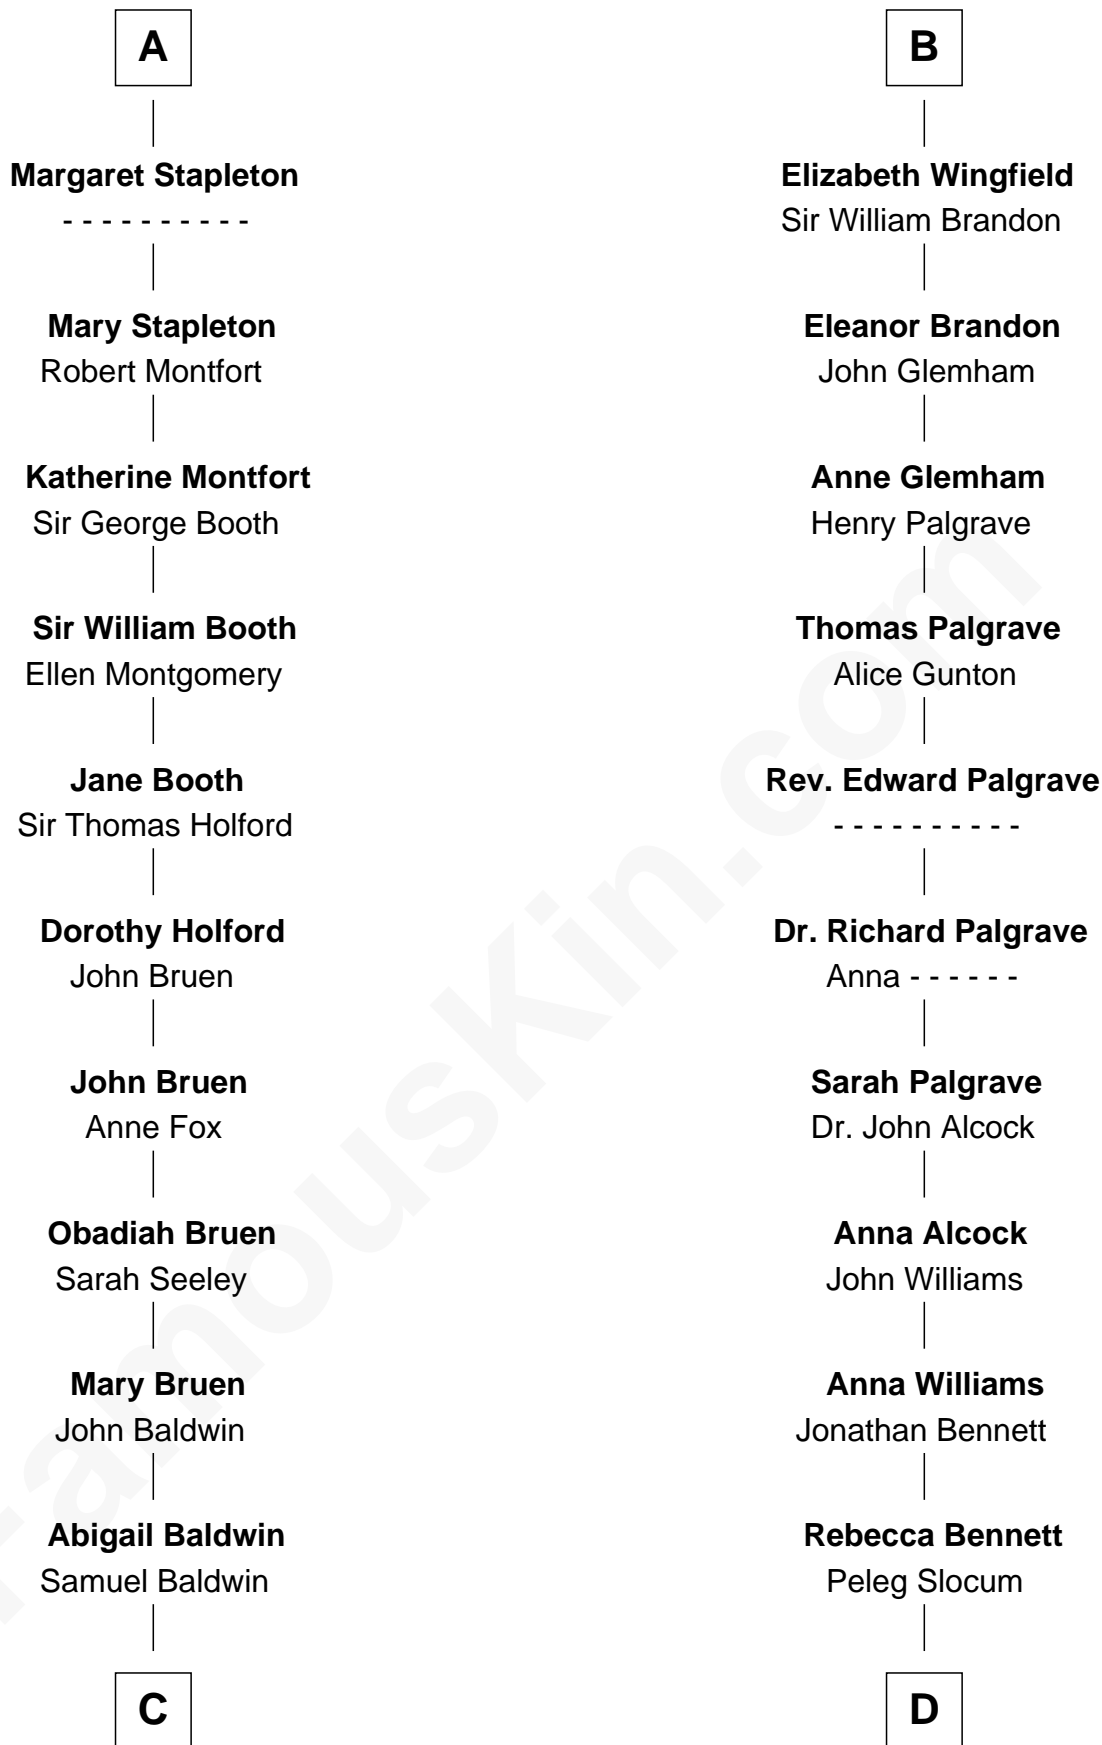 A
Margaret Stapleton
- - - - - - - - - -
Mary Stapleton
Robert Montfort
Katherine Montfort
Sir George Booth
Sir William Booth
Ellen Montgomery
Jane Booth
Sir Thomas Holford
Dorothy Holford
John Bruen
John Bruen
Anne Fox
Obadiah Bruen
Sarah Seeley
Mary Bruen
John Baldwin
Abigail Baldwin
Samuel Baldwin
C
B
Elizabeth Wingfield
Sir William Brandon
Eleanor Brandon
John Glemham
Anne Glemham
Henry Palgrave
Thomas Palgrave
Alice Gunton
Rev. Edward Palgrave
- - - - - - - - - -
Dr. Richard Palgrave
Anna - - - - - -
Sarah Palgrave
Dr. John Alcock
Anna Alcock
John Williams
Anna Williams
Jonathan Bennett
Rebecca Bennett
Peleg Slocum
D
FamousKin.com